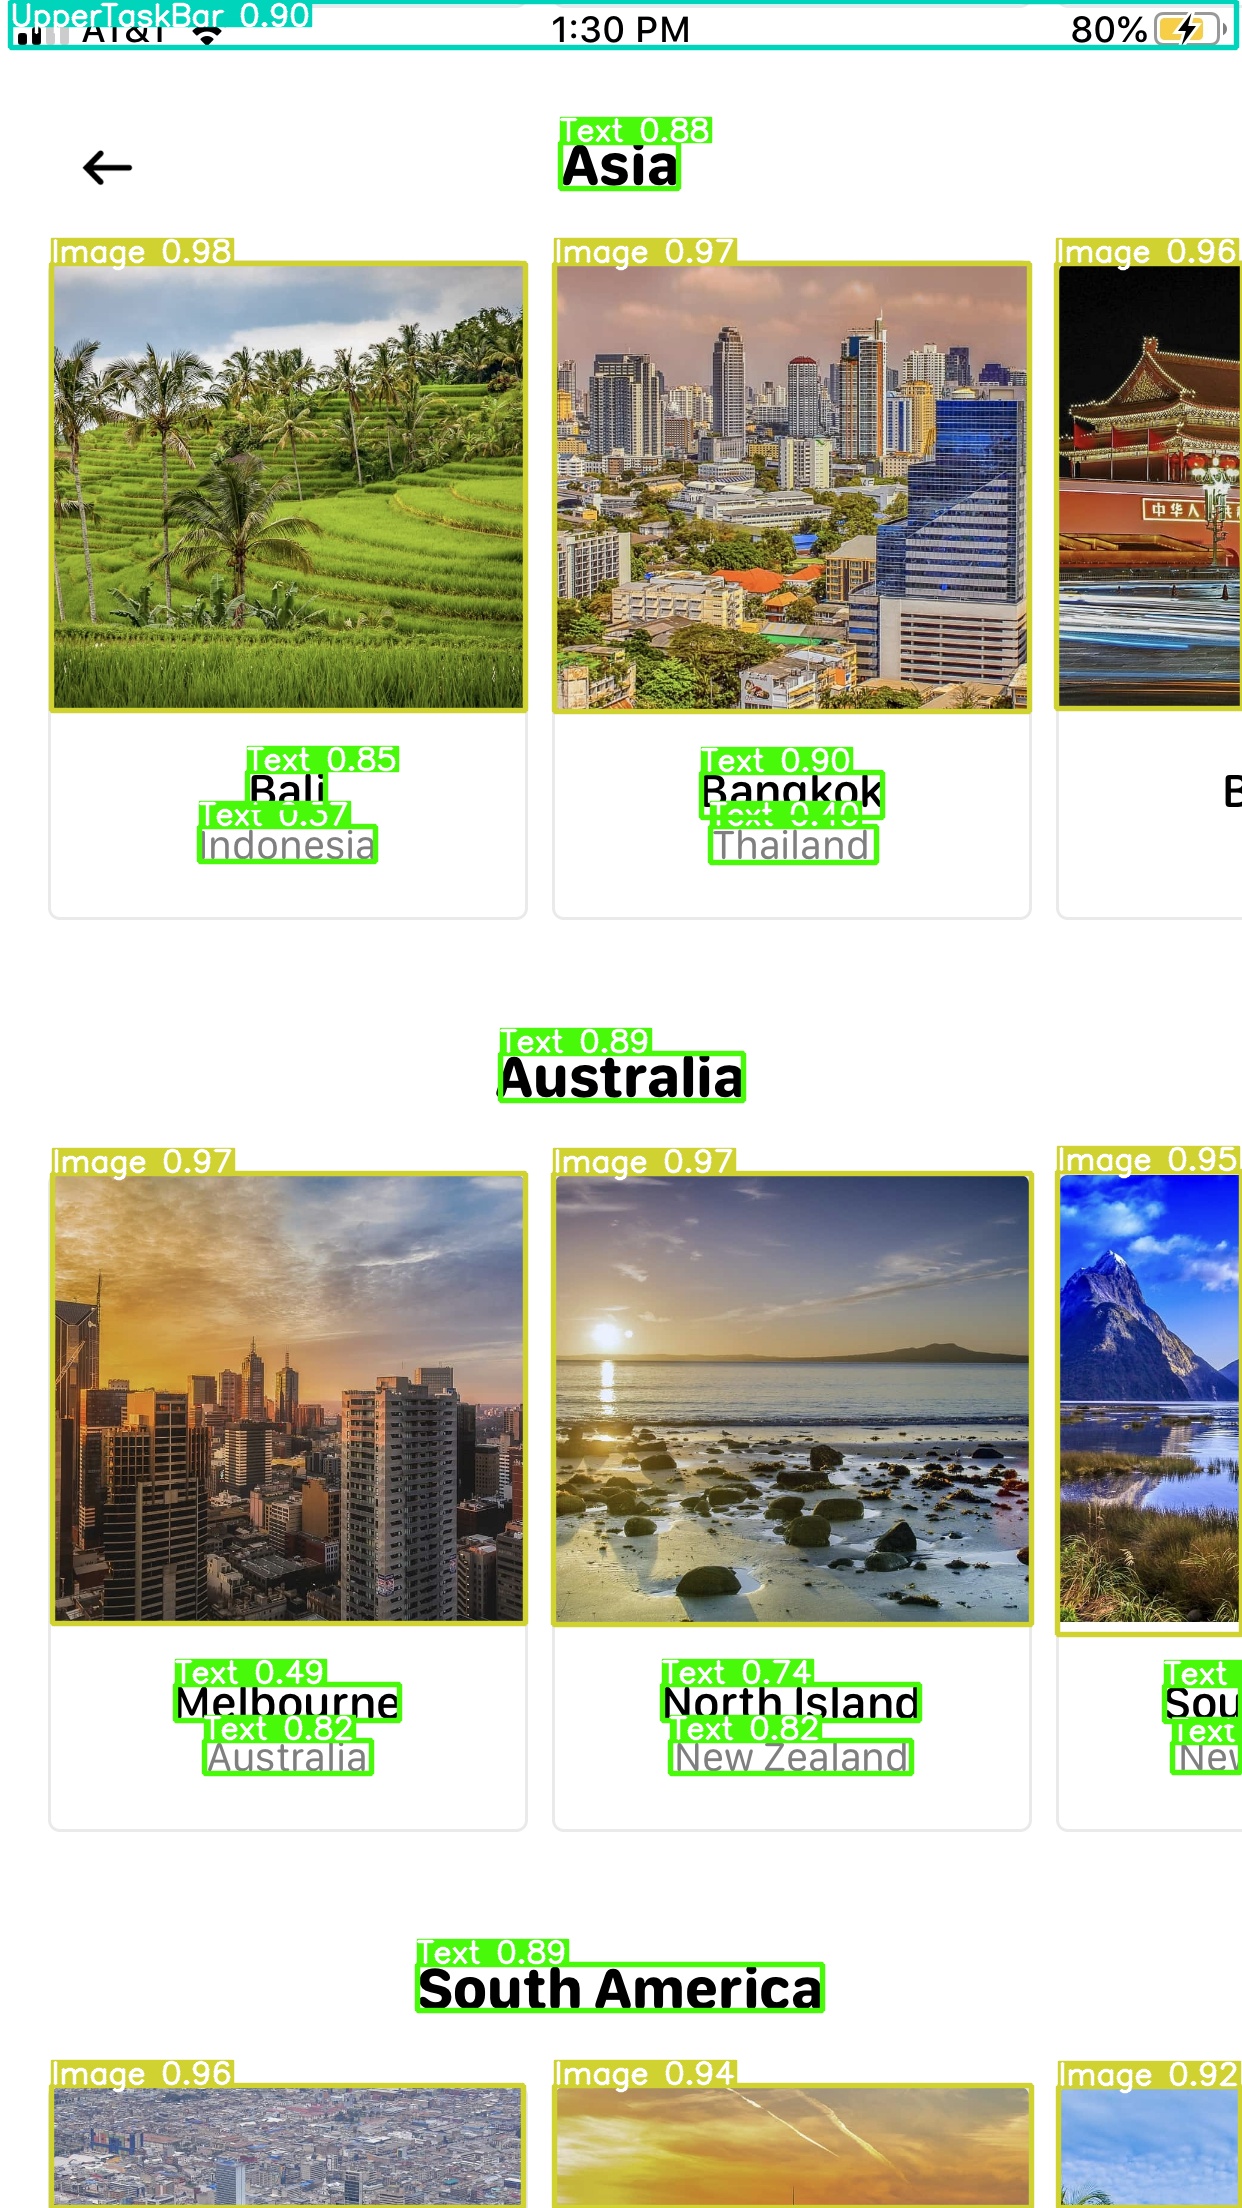 UpperTaskBar 0.90
AT&T 1:30 PM 80%
Text 0.88
Asia
Image 0.98 Image 0.97 Image 0.96
中华人
Text 0.85 Text 0.90
Bali Bangkok B
Text 0.37 Text 0.40
Indonesia Thailand
Text 0.89
Australia
Image 0.97 Image 0.97 Image 0.95
Text 0.49 Text 0.74 Text
Melbourne North Island Sou
Text 0.82 Text 0.82 Text
Australia New Zealand New
Text 0.89
South America
Image 0.96 Image 0.94 Image 0.92